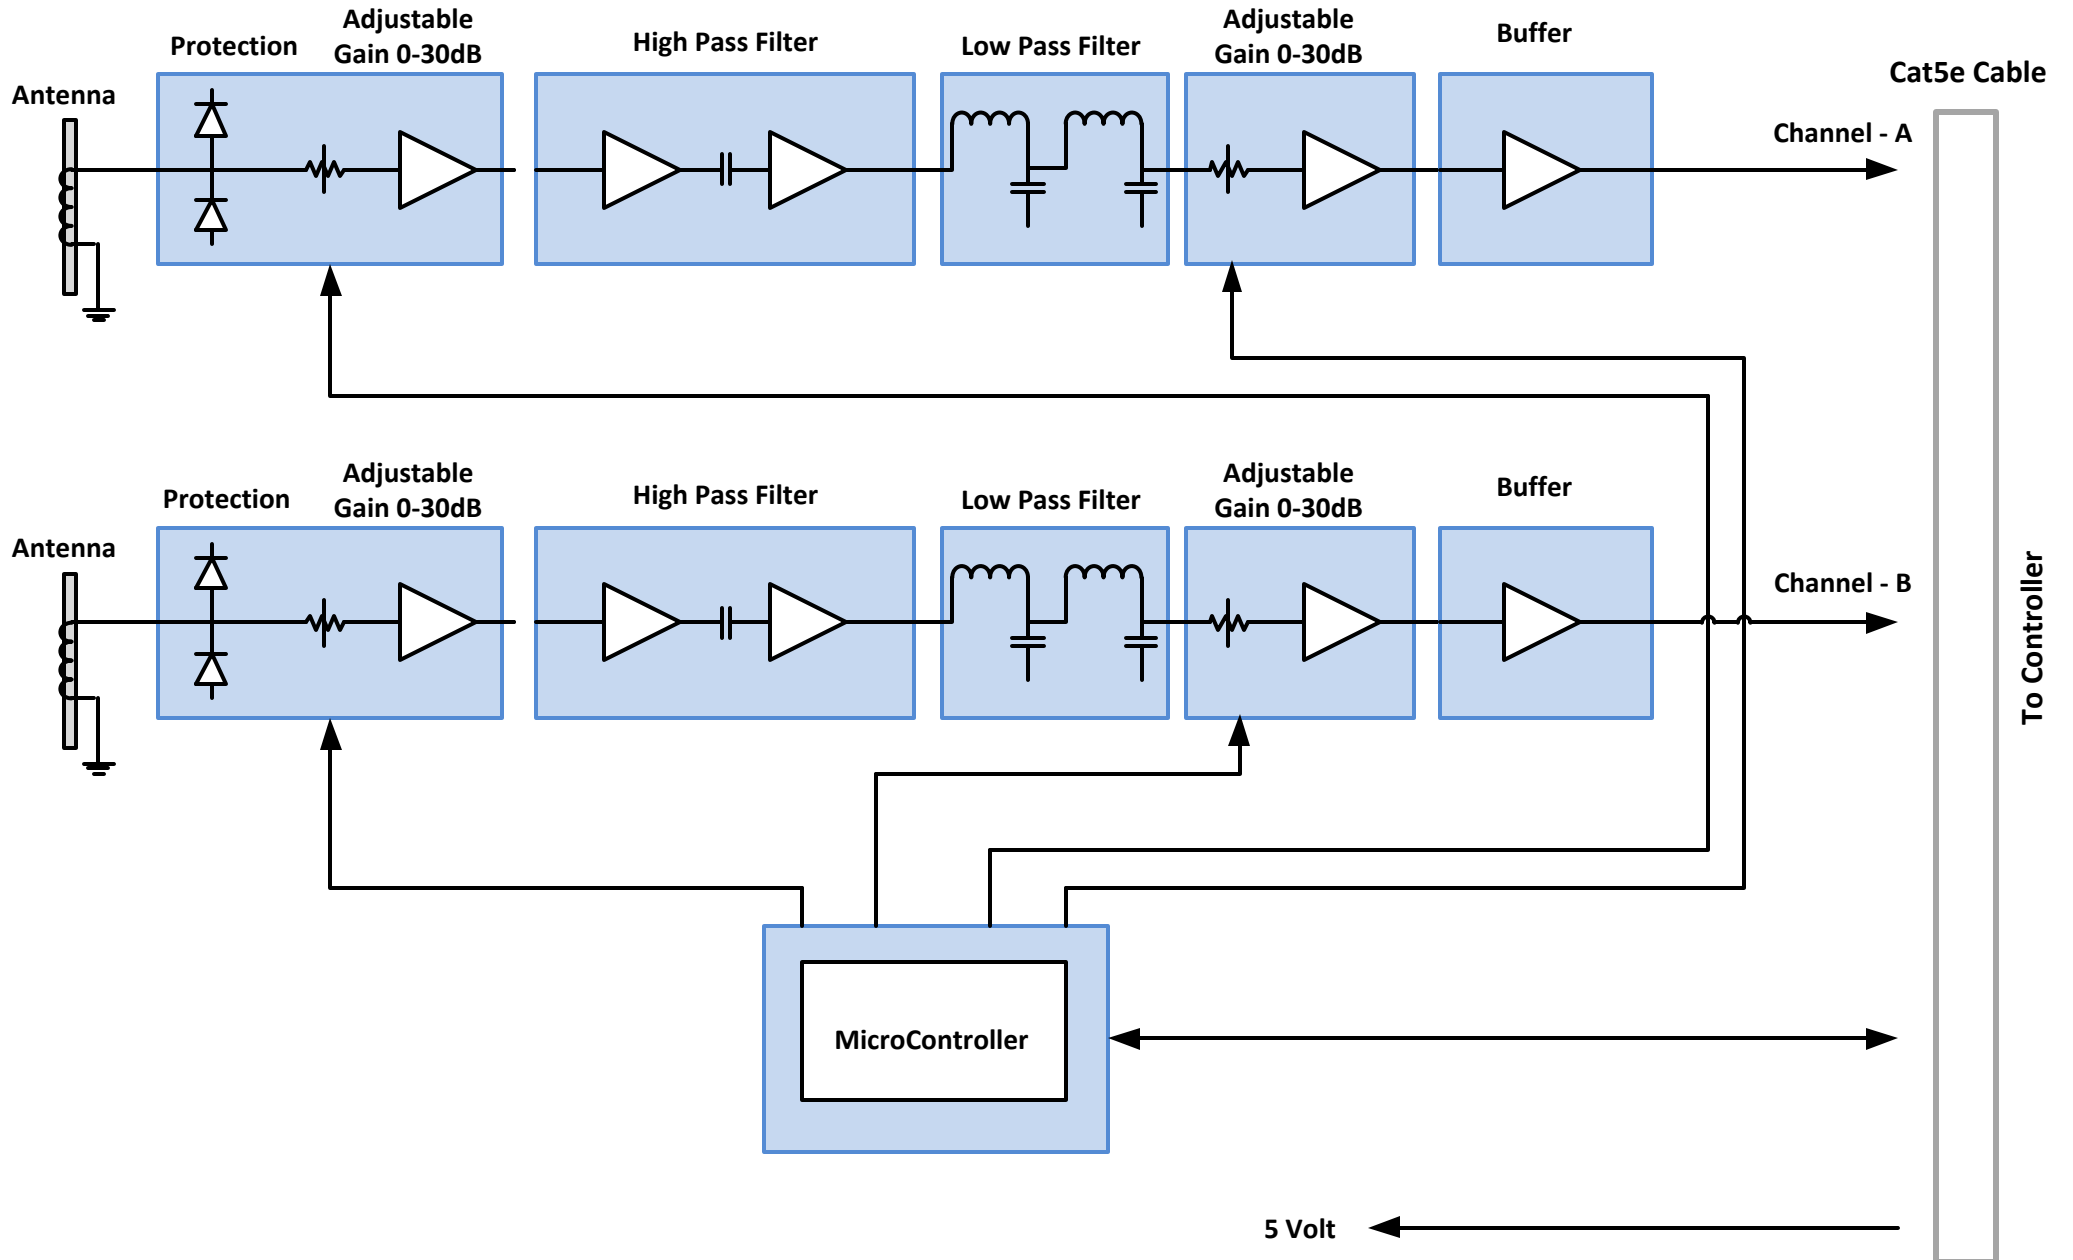 Antenna
Protection
Adjustable
Gain 0-30dB
High Pass Filter
Low Pass Filter
Adjustable
Gain 0-30dB
Buffer
Cat5e Cable
Channel - A
Antenna
Protection
Adjustable
Gain 0-30dB
High Pass Filter
Low Pass Filter
Adjustable
Gain 0-30dB
Buffer
Channel - B
To Controller
MicroController
5 Volt